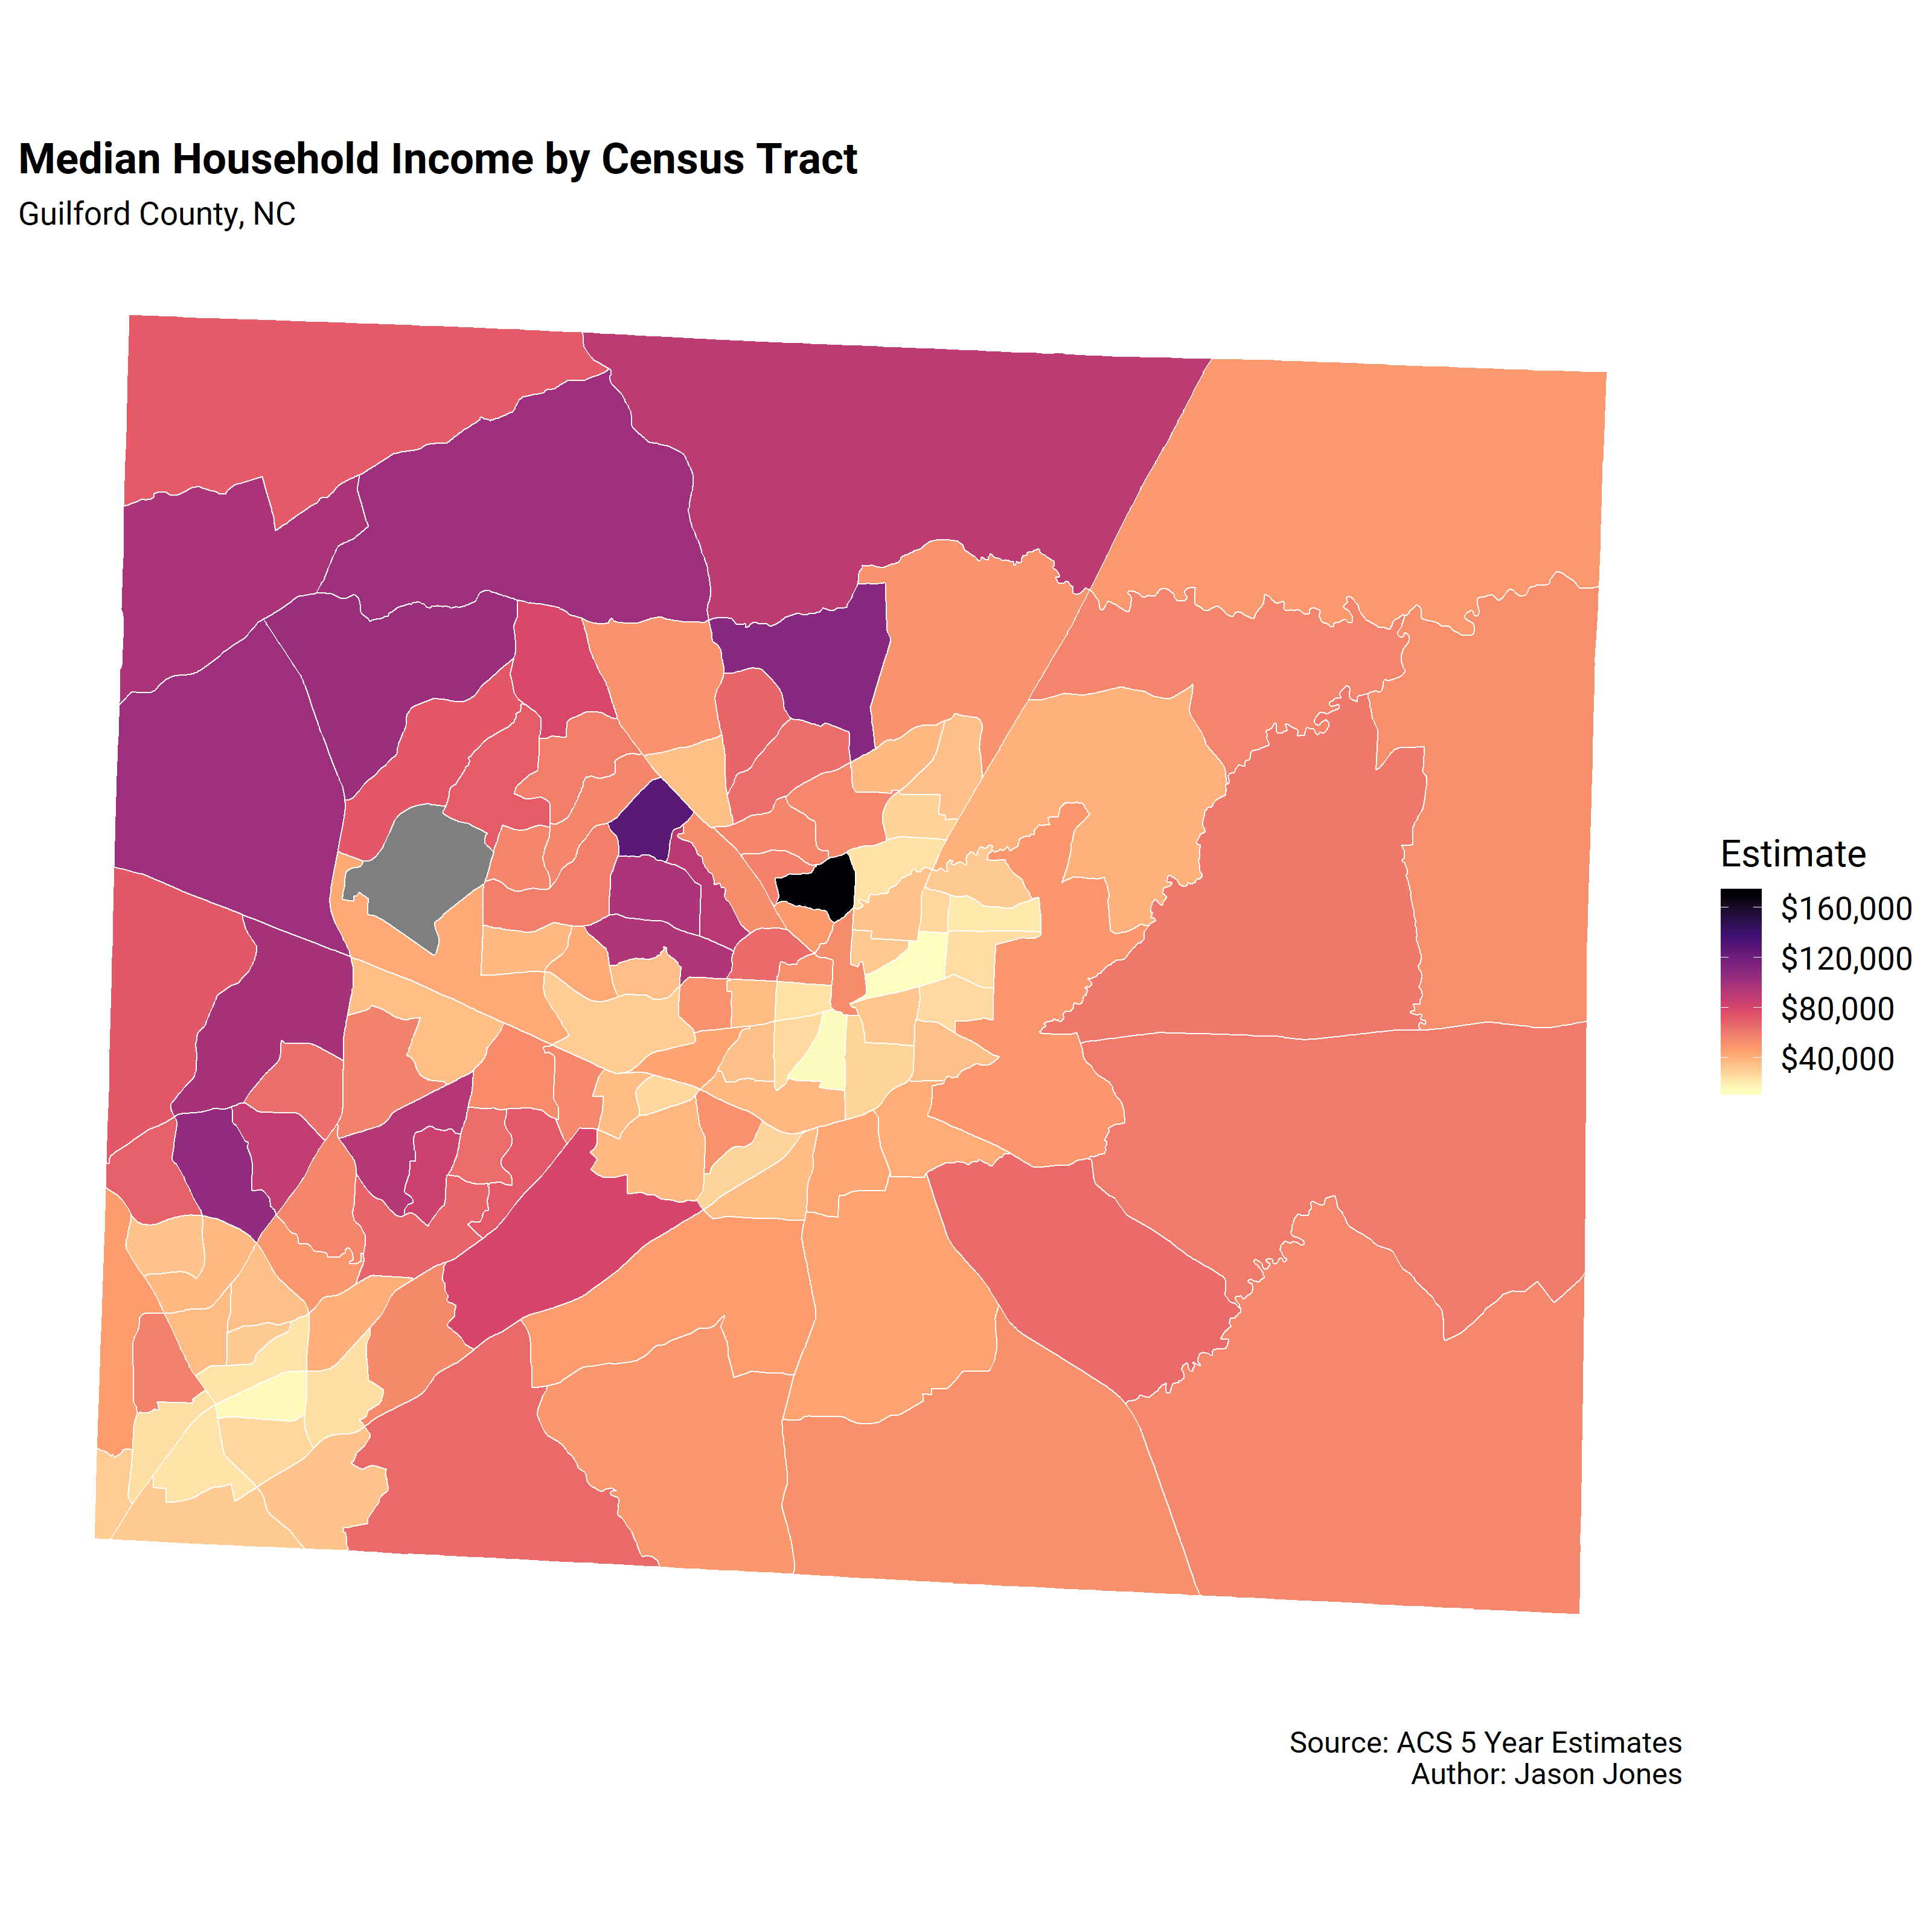 Median Household Income by Census Tract
Guilford County, NC
Estimate
$160,000
$120,000
$80,000
$40,000
Source: ACS 5 Year Estimates
Author: Jason Jones